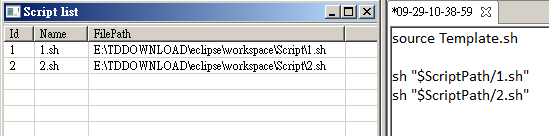 Script list
Id Name FilePath
1 1.sh E:\TDDOWNLOAD\eclipse\workspace\Script\1.sh
2 2.sh E:\TDDOWNLOAD\eclipse\workspace\Script\2.sh
*09-29-10-38-59
source Template.sh
sh "$ScriptPath/1.sh"
sh "$ScriptPath/2.sh"